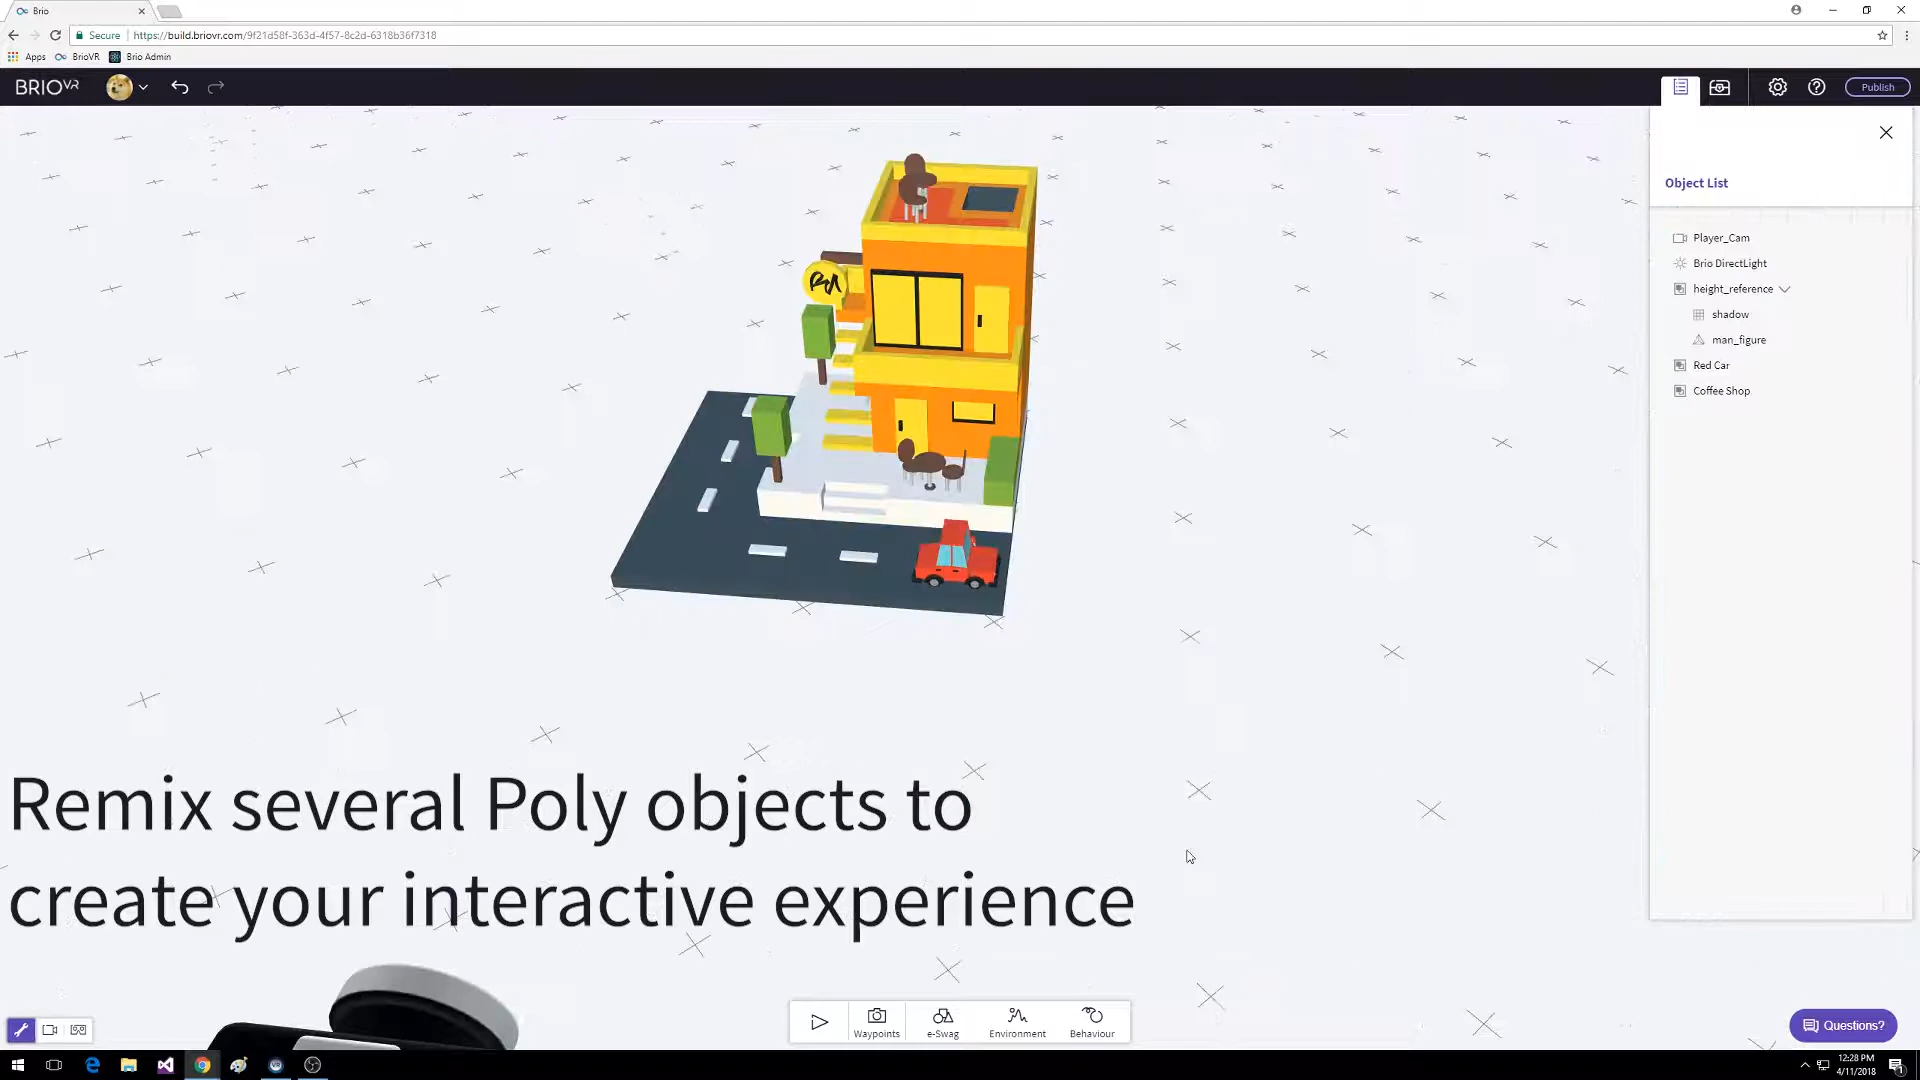 Brio
Secure https://build.briovr.com/9f21d58f-363d-4f57-8c2d-6318b36f7318
Apps BrioVR Brio Admin
BRIOVR
Publish
Object List
Player_Cam
Brio DirectLight
height_reference
shadow
man_figure
Red Car
Coffee Shop
Remix several Poly objects to
create your interactive experience
Waypoints e-Swag Environment Behaviour
Questions?
12:28 PM
4/11/2018